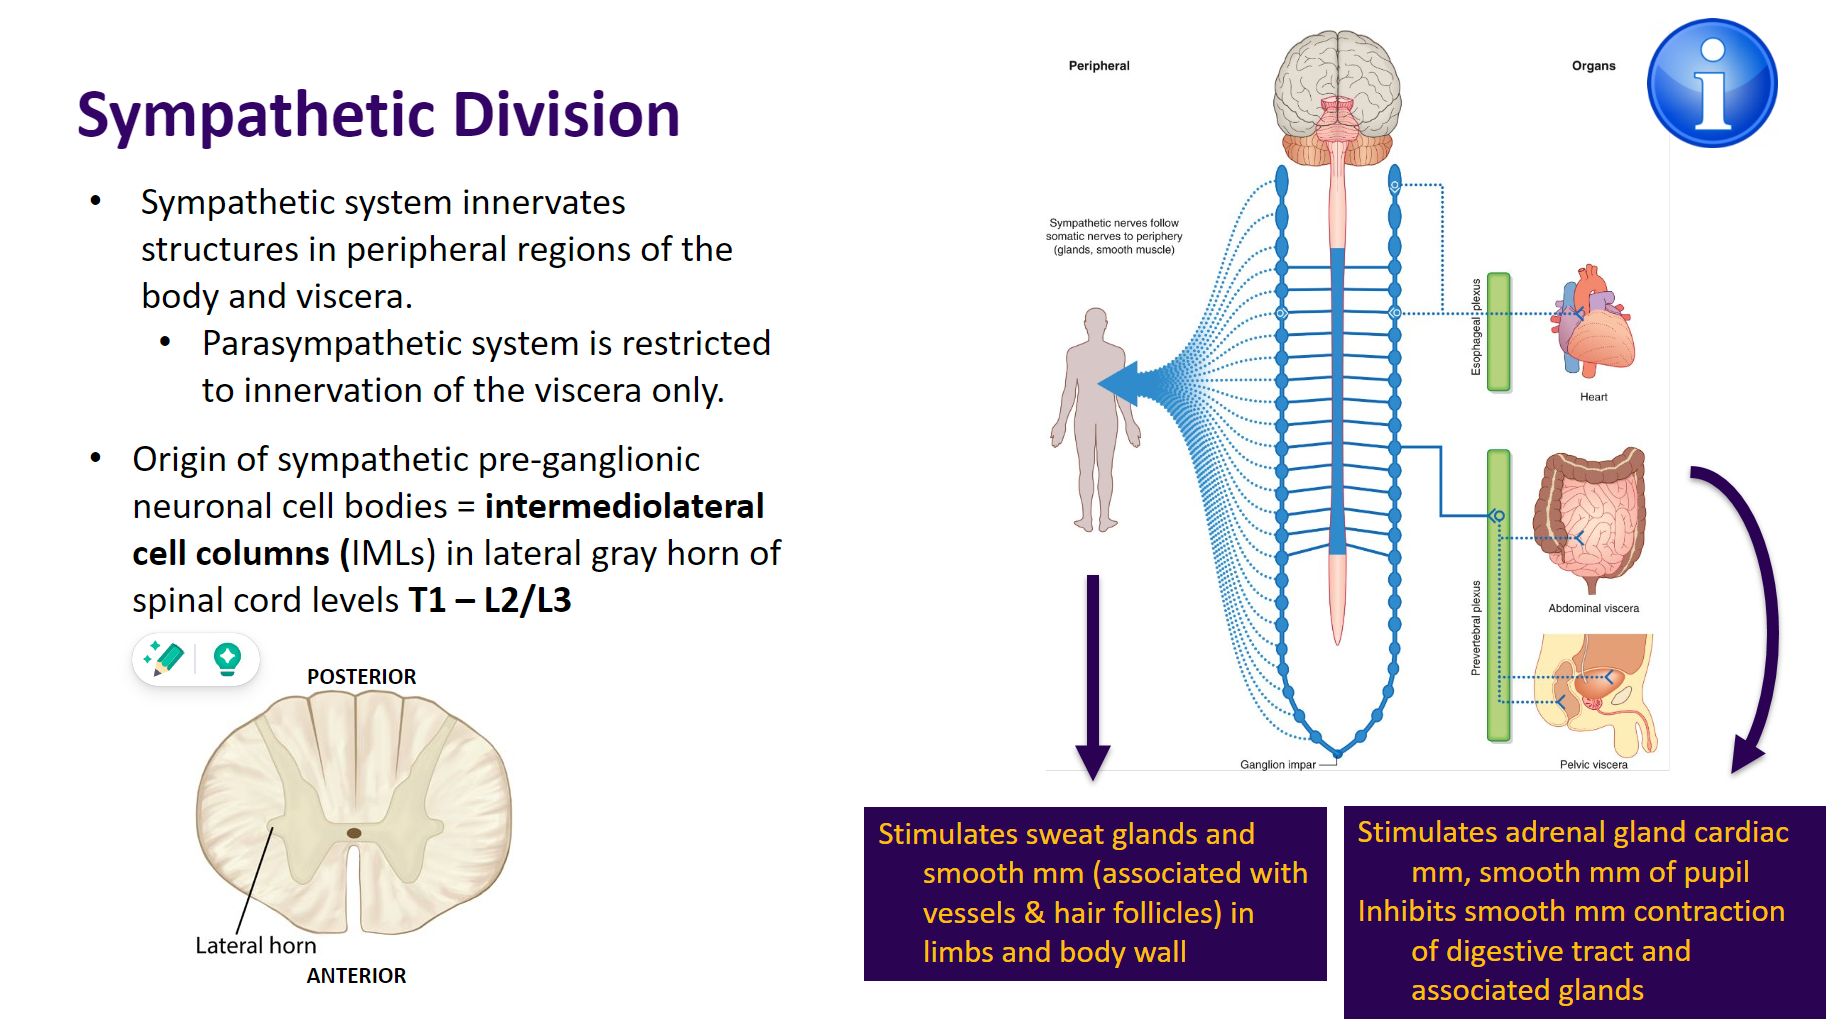 Sympathetic Division
• Sympathetic system innervates
structures in peripheral regions of the
body and viscera.
• Parasympathetic system is restricted
to innervation of the viscera only.
• Origin of sympathetic pre-ganglionic
neuronal cell bodies = intermediolateral
cell columns (IMLs) in lateral gray horn of
spinal cord levels T1 – L2/L3
POSTERIOR
Lateral horn
ANTERIOR
Peripheral
Organs
Sympathetic nerves follow
somatic nerves to periphery
(glands, smooth muscle)
Esophageal plexus
Heart
Prevertebral plexus
Abdominal viscera
Pelvic viscera
Ganglion impar
Stimulates sweat glands and
smooth mm (associated with
vessels & hair follicles) in
limbs and body wall
Stimulates adrenal gland cardiac
mm, smooth mm of pupil
Inhibits smooth mm contraction
of digestive tract and
associated glands